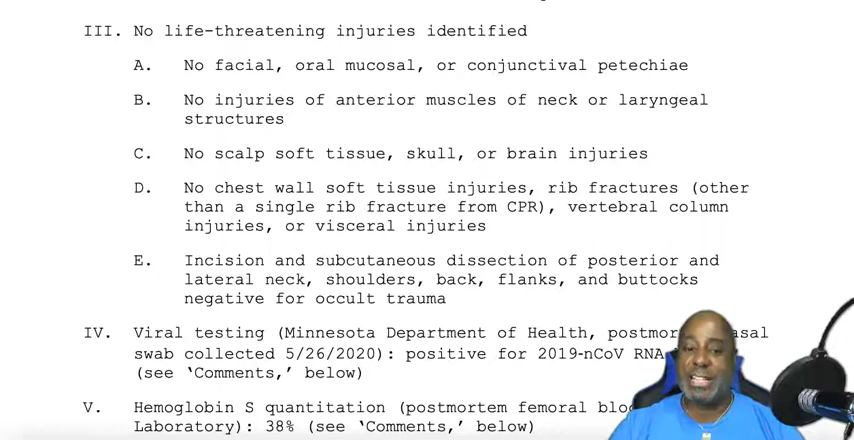 III. No life-threatening injuries identified
A. No facial, oral mucosal, or conjunctival petechiae
B. No injuries of anterior muscles of neck or laryngeal
structures
C. No scalp soft tissue, skull, or brain injuries
D. No chest wall soft tissue injuries, rib fractures (other
than a single rib fracture from CPR), vertebral column
injuries, or visceral injuries
E. Incision and subcutaneous dissection of posterior and
lateral neck, shoulders, back, flanks, and buttocks
negative for occult trauma
IV. Viral testing (Minnesota Department of Health,
swab collected 5/26/2020): positive for 2019-nCoV RNA
(see ‘Comments,’ below)
V. Hemoglobin S quantitation (postmortem femoral
Laboratory): 38% (see ‘Comments,’ below)